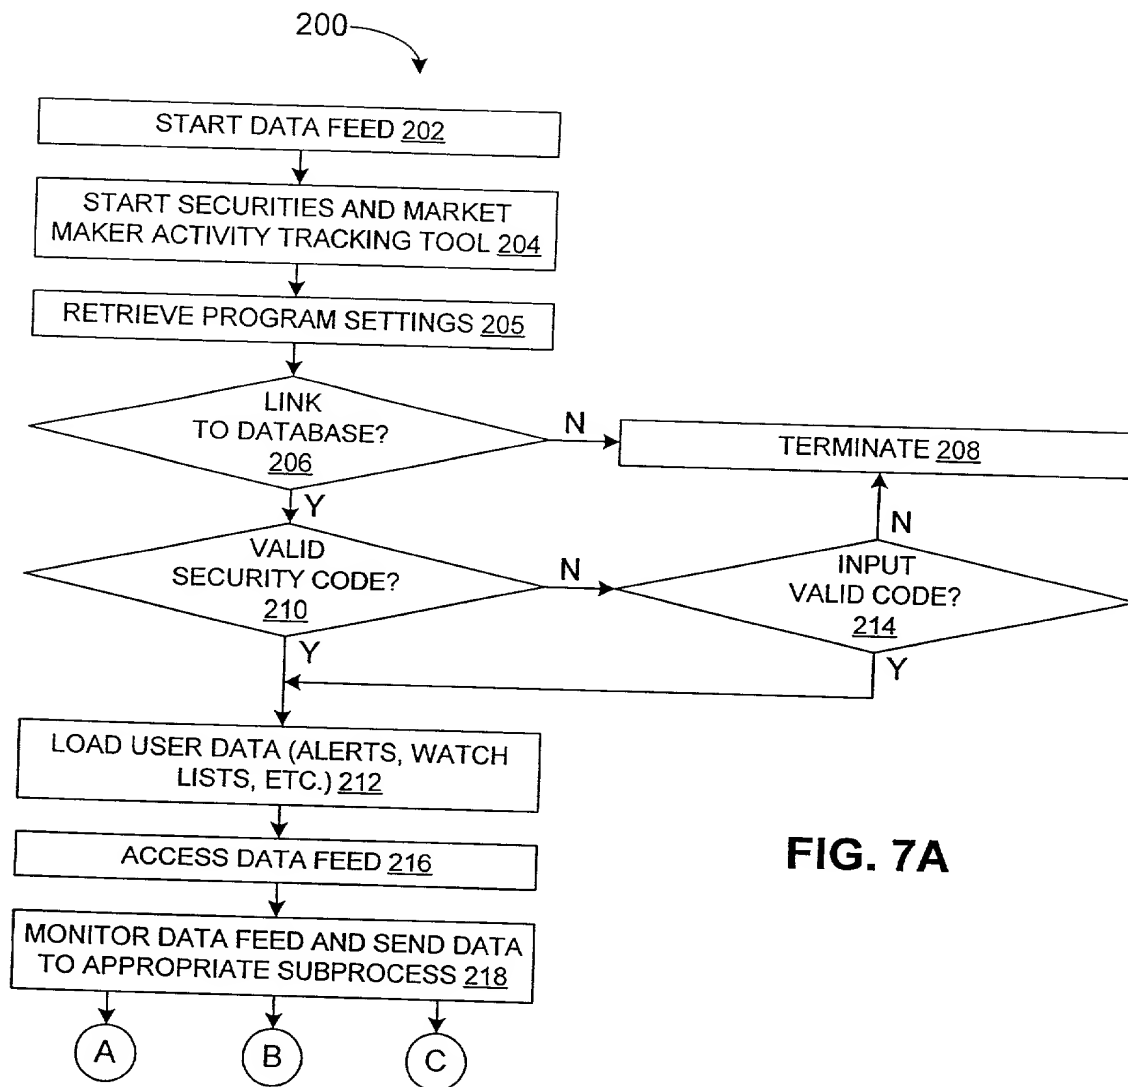 200
START DATA FEED 202
START SECURITIES AND MARKET
MAKER ACTIVITY TRACKING TOOL 204
RETRIEVE PROGRAM SETTINGS 205
LINK
TO DATABASE?
206
N
TERMINATE 208
Y
N
VALID
SECURITY CODE?
210
N
INPUT
VALID CODE?
214
Y
Y
LOAD USER DATA (ALERTS, WATCH
LISTS, ETC.) 212
ACCESS DATA FEED 216
FIG. 7A
MONITOR DATA FEED AND SEND DATA
TO APPROPRIATE SUBPROCESS 218
A
B
C